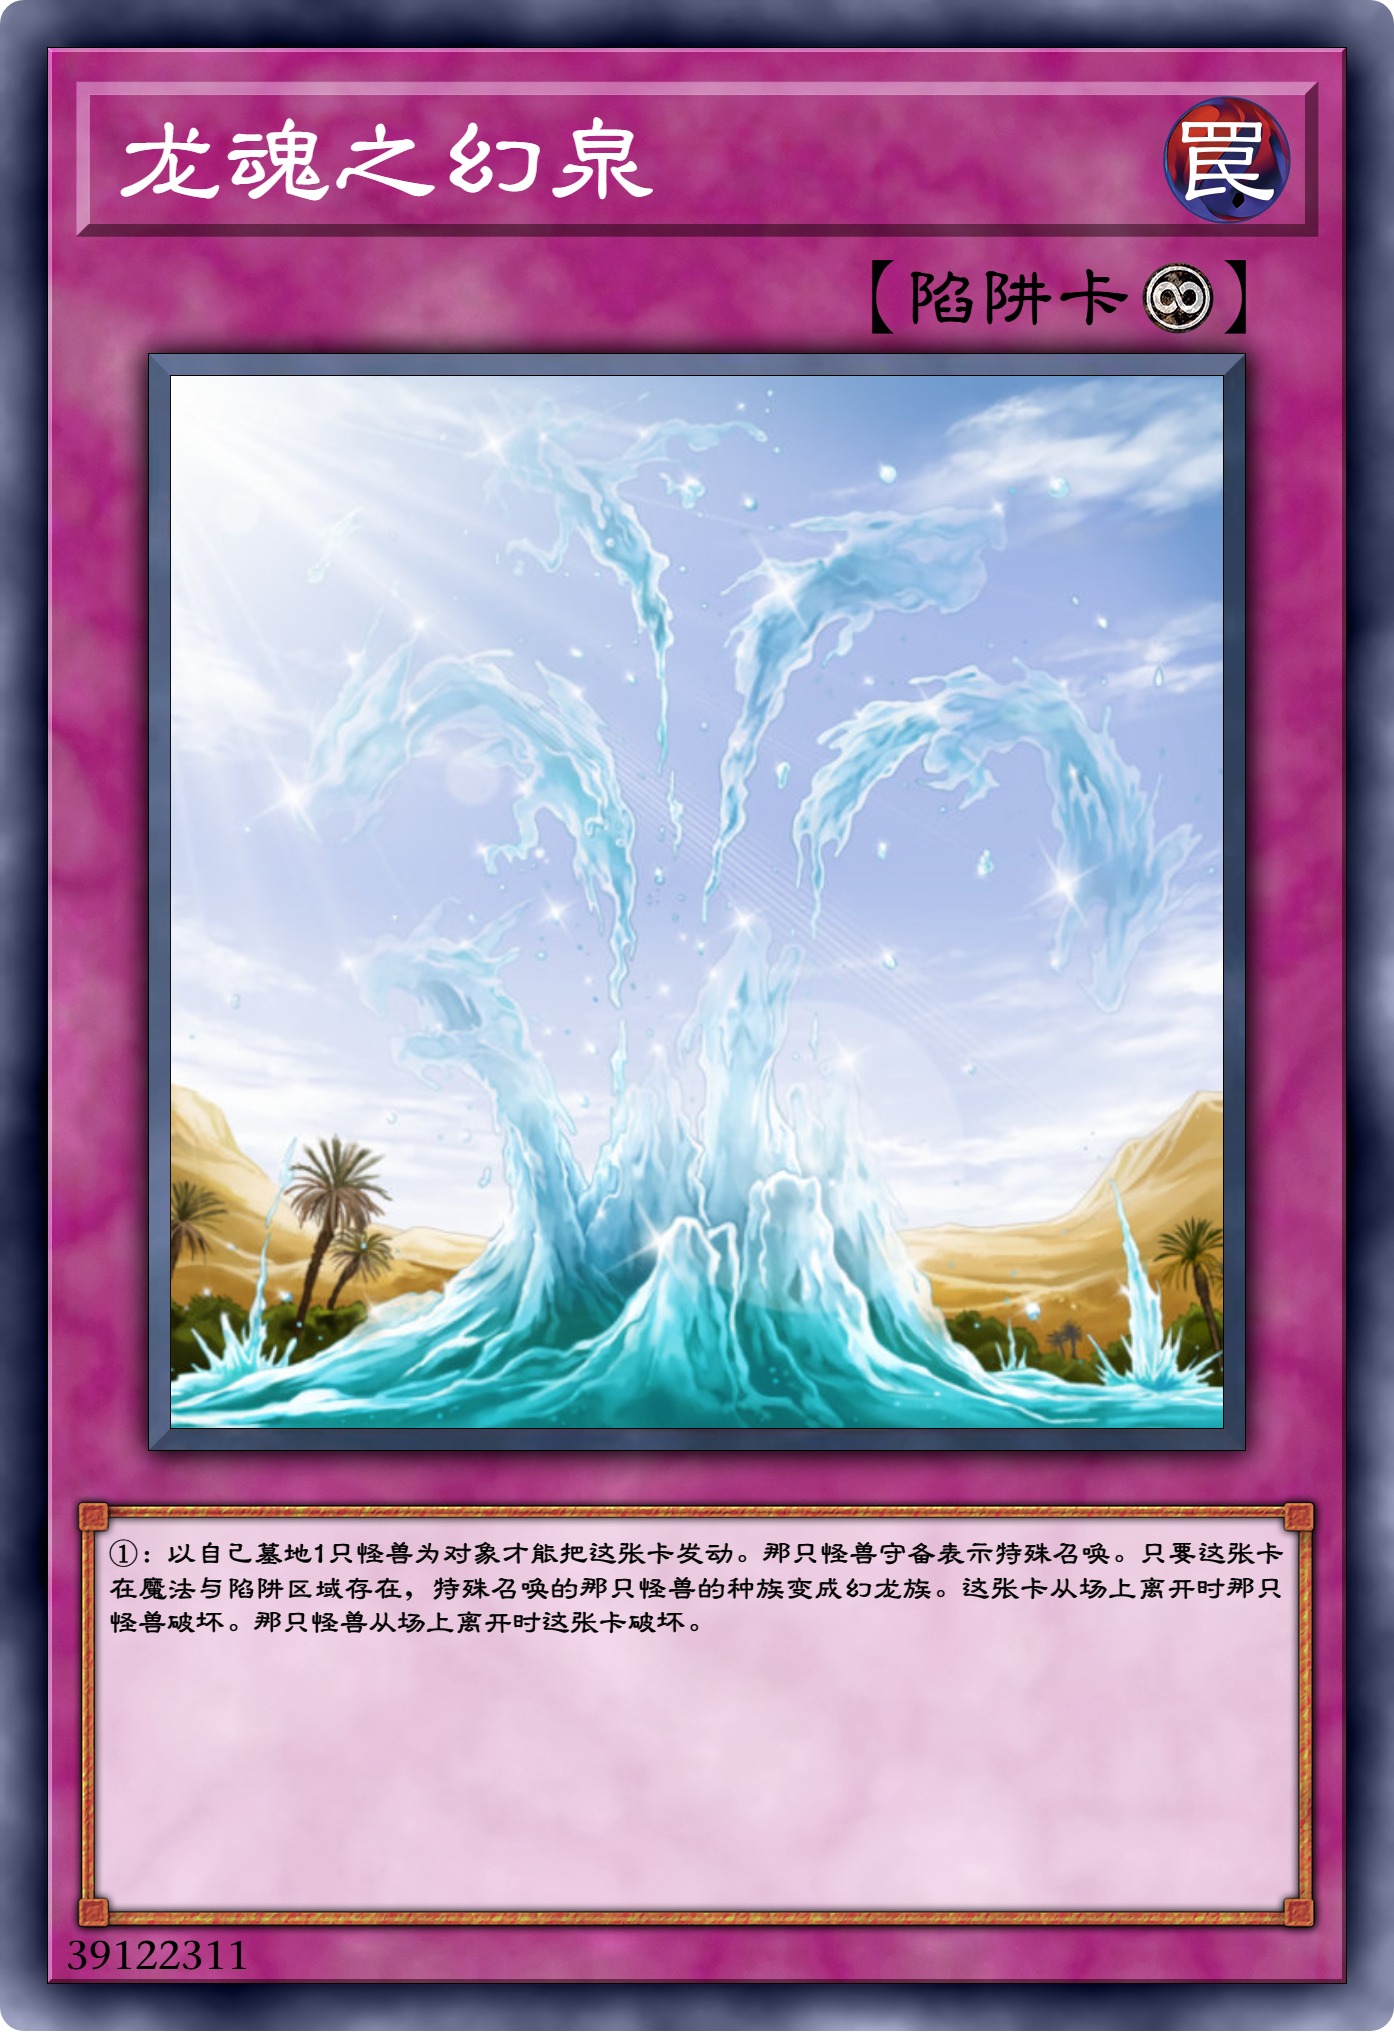 龙魂之幻泉
罠
【陷阱卡∞】
①：以自己墓地1只怪兽为对象才能把这张卡发动。那只怪兽守备表示特殊召唤。只要这张卡
在魔法与陷阱区域存在，特殊召唤的那只怪兽的种族变成幻龙族。这张卡从场上离开时那只
怪兽破坏。那只怪兽从场上离开时这张卡破坏。
39122311